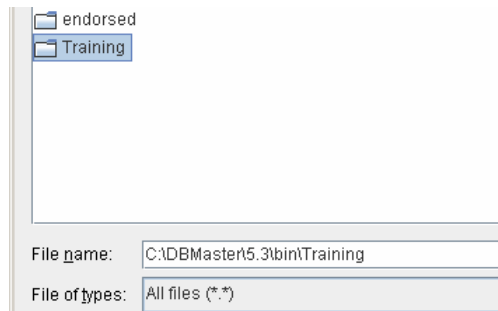 endorsed
Training
File name: C:\DBMaster\5.3\bin\Training
File of types: All files (*.*)